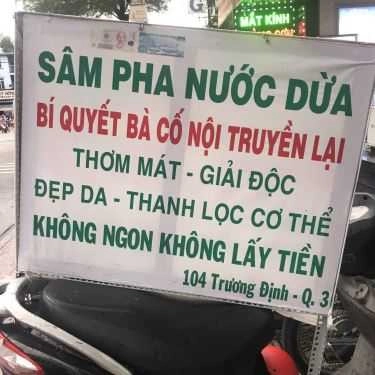 MẮT KÍNH
SÂM PHA NƯỚC DỪA
BÍ QUYẾT BÀ CỐ NỘI TRUYỀN LẠI
THƠM MÁT - GIẢI ĐỘC
ĐẸP DA - THANH LỌC CƠ THỂ
KHÔNG NGON KHÔNG LẤY TIỀN
104 Trương Định - Q. 3